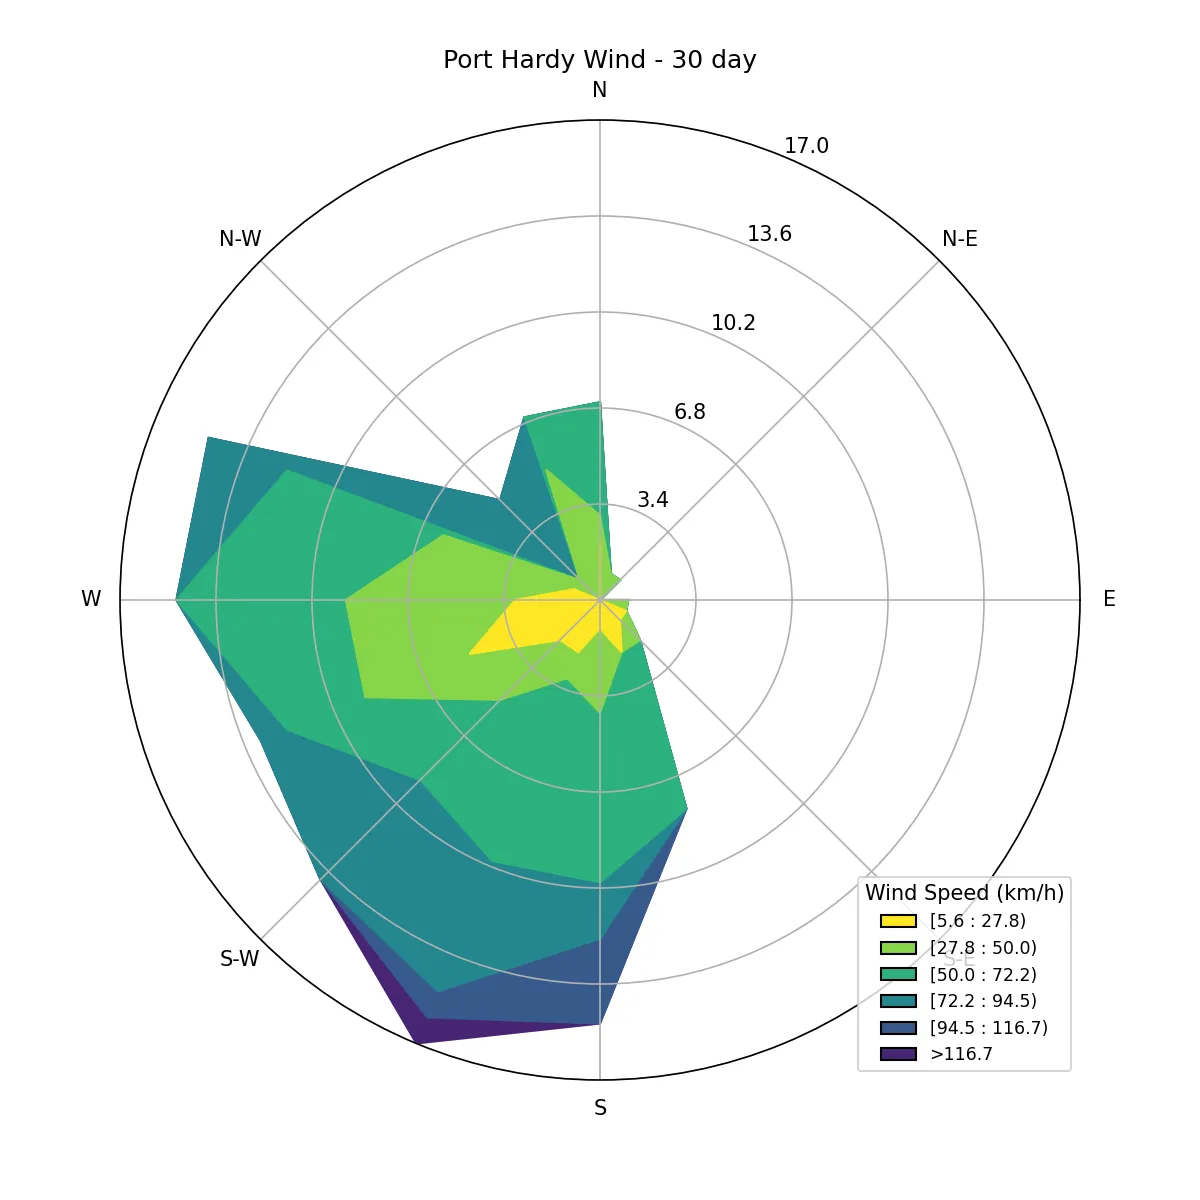 Port Hardy Wind - 30 day
N
17.0
13.6
N-W
N-E
10.2
6.8
3.4
W
E
Wind Speed (km/h)
[5.6 : 27.8)
[27.8 : 50.0)
S-W
S-E
[50.0 : 72.2)
[72.2 : 94.5)
[94.5 : 116.7)
>116.7
S